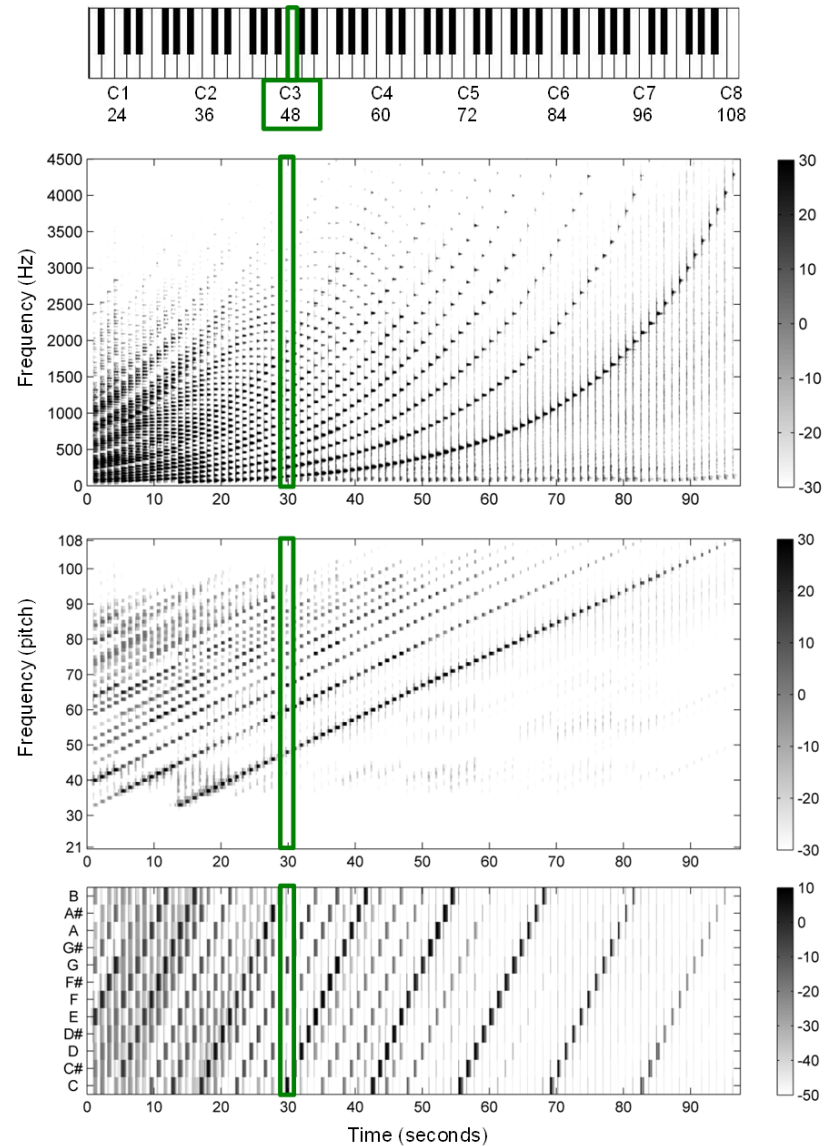 C1 C2 C3 C4 C5 C6 C7 C8
24 36 48 60 72 84 96 108
4500
4000
3500
3000
2500
2000
1500
1000
500
0
Frequency (Hz)
0 10 20 30 40 50 60 70 80 90
30
20
10
0
-10
-20
-30
108
100
90
80
70
60
50
40
30
21
Frequency (pitch)
0 10 20 30 40 50 60 70 80 90
30
20
10
0
-10
-20
-30
B
A#
A
G#
G
F#
F
E
D#
D
C#
C
0 10 20 30 40 50 60 70 80 90
Time (seconds)
10
0
-10
-20
-30
-40
-50